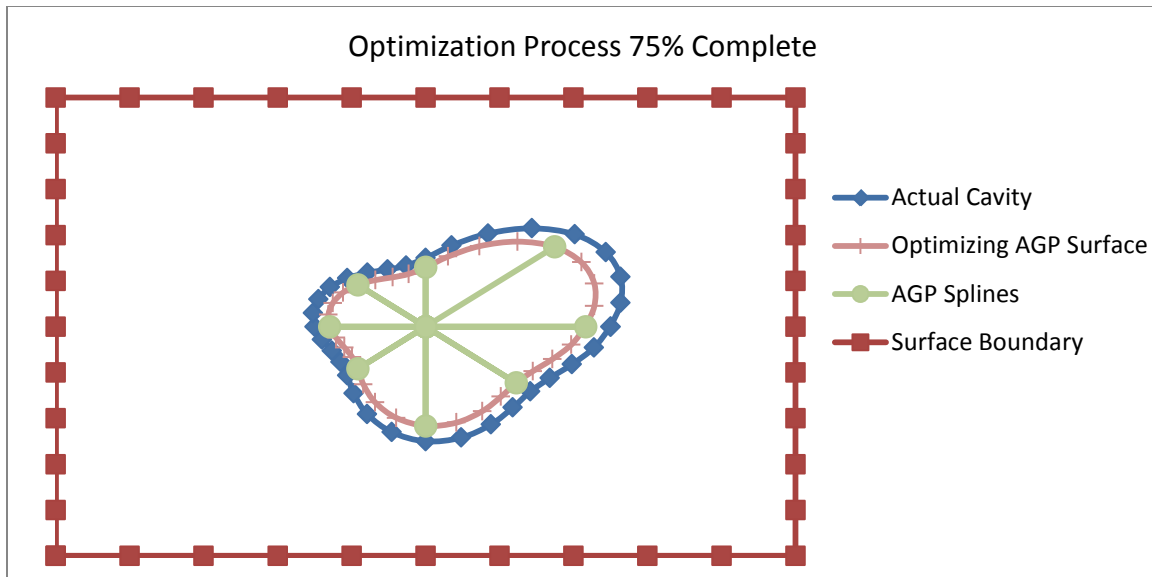 Optimization Process 75% Complete
Actual Cavity
Optimizing AGP Surface
AGP Splines
Surface Boundary